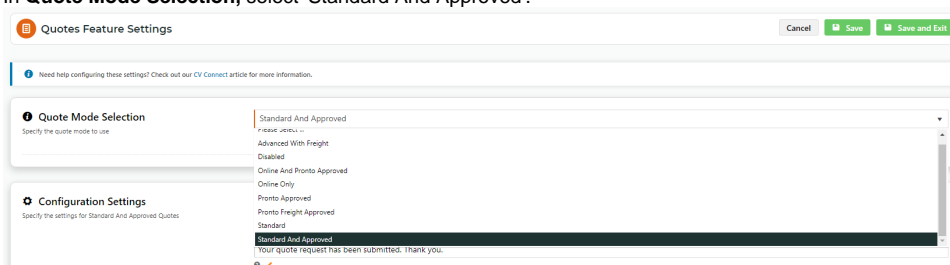 In Quote Mode Selection, select 'Standard And Approved'.
Quotes Feature Settings
Cancel
Save
Save and Exit
Need help configuring these settings? Check out our CV Connect article for more information.
Quote Mode Selection
Specify the quote mode to use
Standard And Approved
Please Select ...
Advanced With Freight
Disabled
Online And Pronto Approved
Online Only
Pronto Approved
Pronto Freight Approved
Standard
Standard And Approved
Configuration Settings
Specify the settings for Standard And Approved Quotes
Your quote request has been submitted. Thank you.